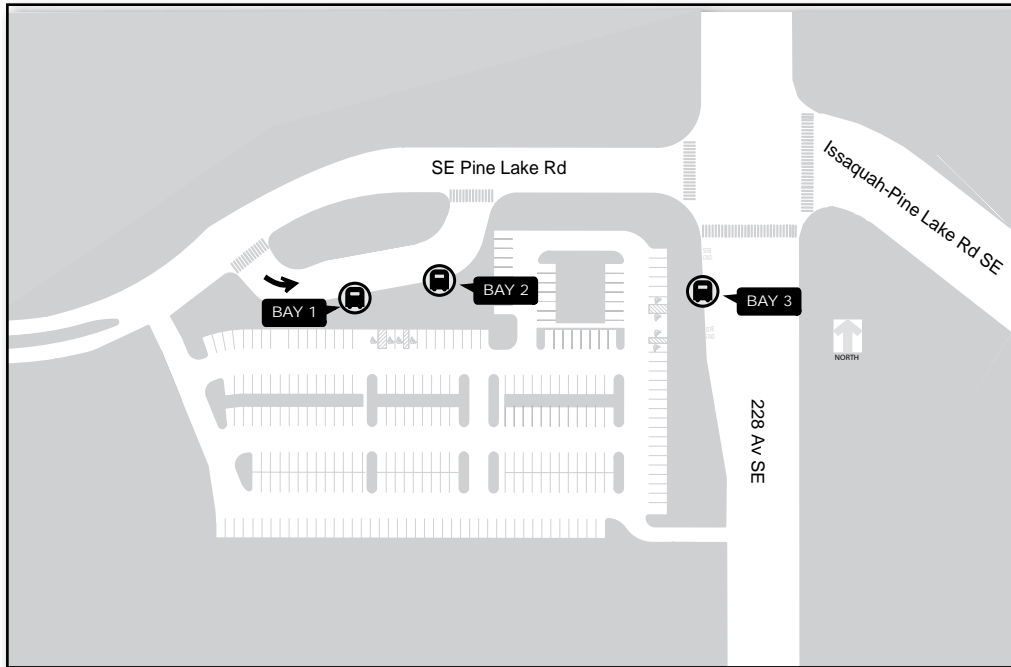 SE Pine Lake Rd
Issaquah-Pine Lake Rd SE
BAY 1
BAY 2
BAY 3
NORTH
228 Av SE